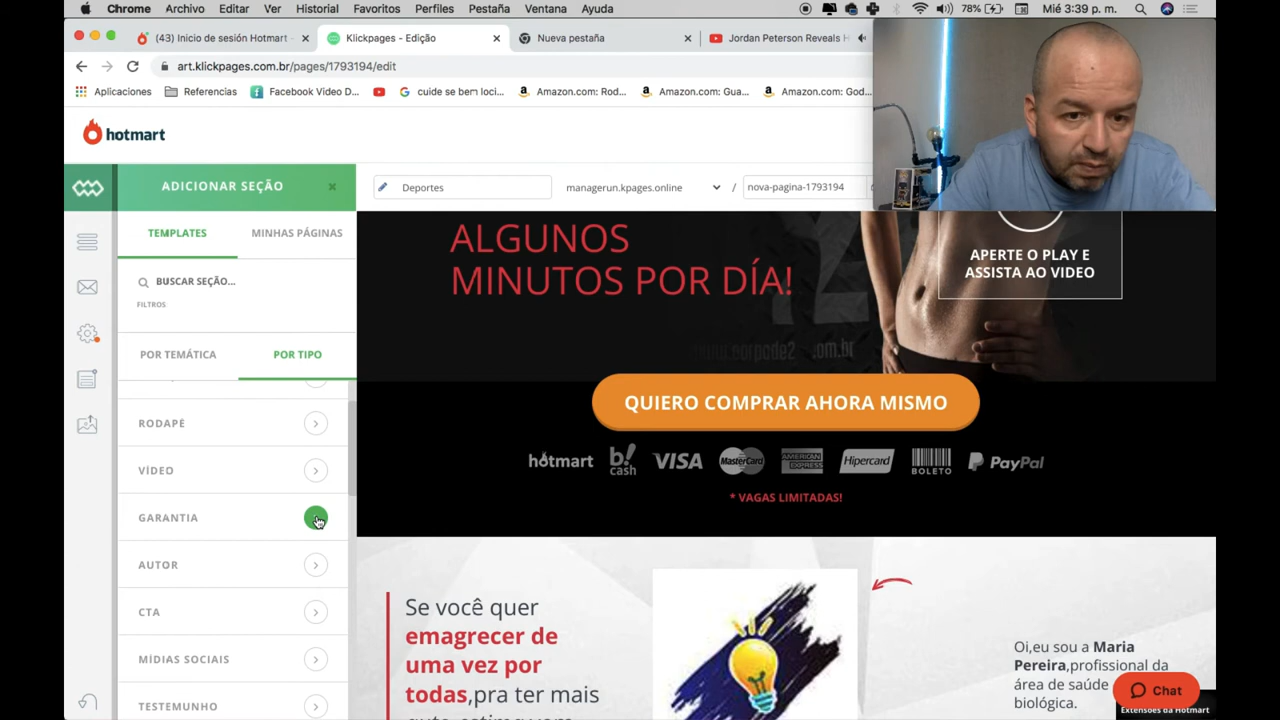 Chrome Archivo Editar Ver Historial Favoritos Perfiles Pestaña Ventana Ayuda 78% Mié 3:39 p. m.
(43) Inicio de sesión Hotmart × Klickpages - Edição × Nueva pestaña × Jordan Peterson Reveals H
art.klickpages.com.br/pages/1793194/edit
Aplicaciones Referencias Facebook Video D... cuide se bem loci... Amazon.com: Rod... Amazon.com: Gua... Amazon.com: God...
hotmart
ADICIONAR SEÇÃO ×
Deportes managerun.kpages.online / nova-pagina-1793194
TEMPLATES MINHAS PÁGINAS
BUSCAR SEÇÃO...
FILTROS
POR TEMÁTICA POR TIPO
RODAPÉ
VÍDEO
GARANTIA
AUTOR
CTA
MÍDIAS SOCIAIS
TESTEMUNHO
ALGUNOS
MINUTOS POR DÍA!
APERTE O PLAY E
ASSISTA AO VIDEO
QUIERO COMPRAR AHORA MISMO
hotmart b!cash VISA MasterCard AMERICAN EXPRESS Hipercard BOLETO PayPal
* VAGAS LIMITADAS!
Se você quer
emagrecer de
uma vez por
todas,pra ter mais
Oi,eu sou a Maria
Pereira,profissional da
área de saúde
biológica.
Chat
Extensões da Hotmart